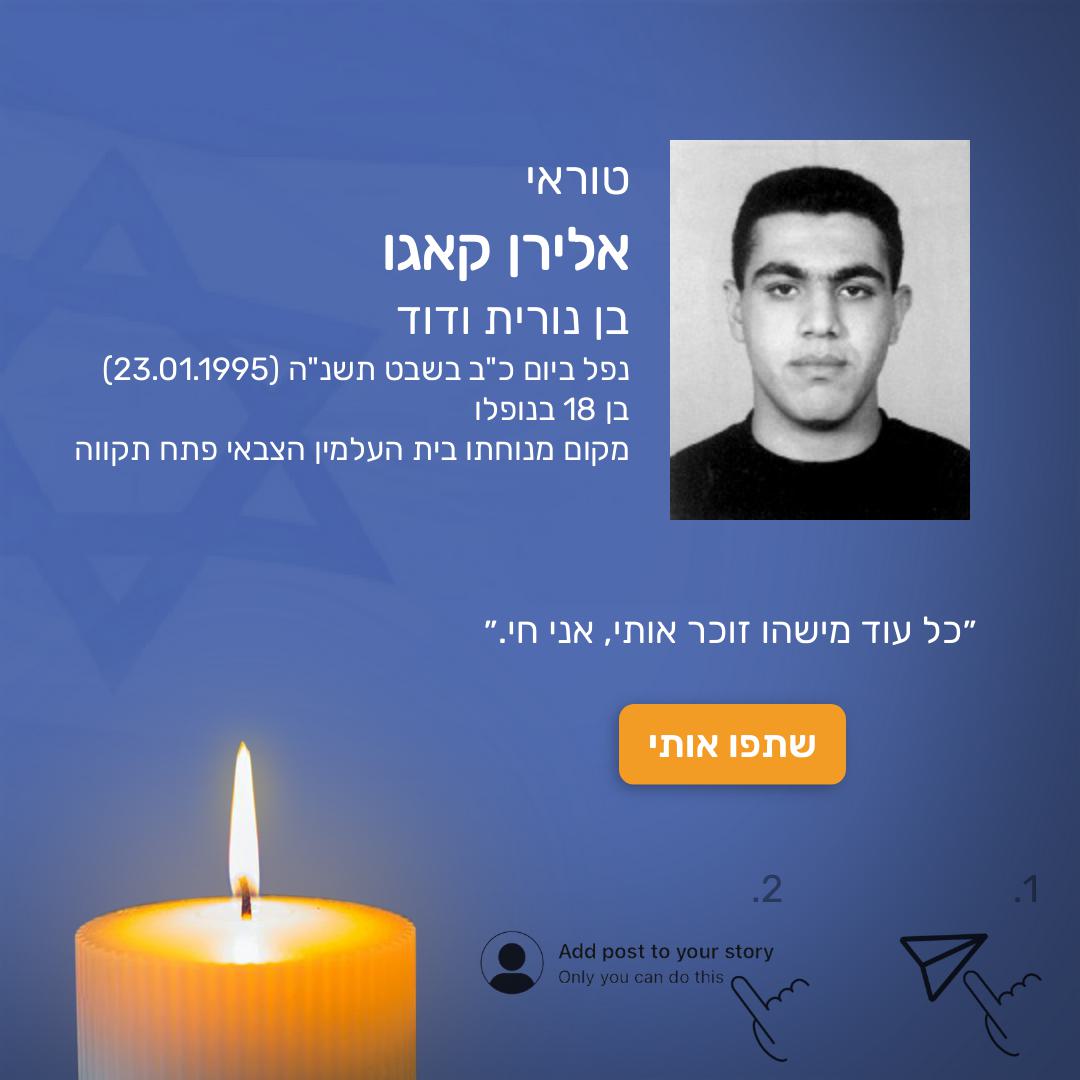 טוראי
אלירן קאגו
בן נורית ודוד
נפל ביום כ"ב בשבט תשנ"ה (23.01.1995)
בן 18 בנופלו
מקום מנוחתו בית העלמין הצבאי פתח תקווה
״כל עוד מישהו זוכר אותי, אני חי.״
שתפו אותי
.1
.2
Add post to your story
Only you can do this